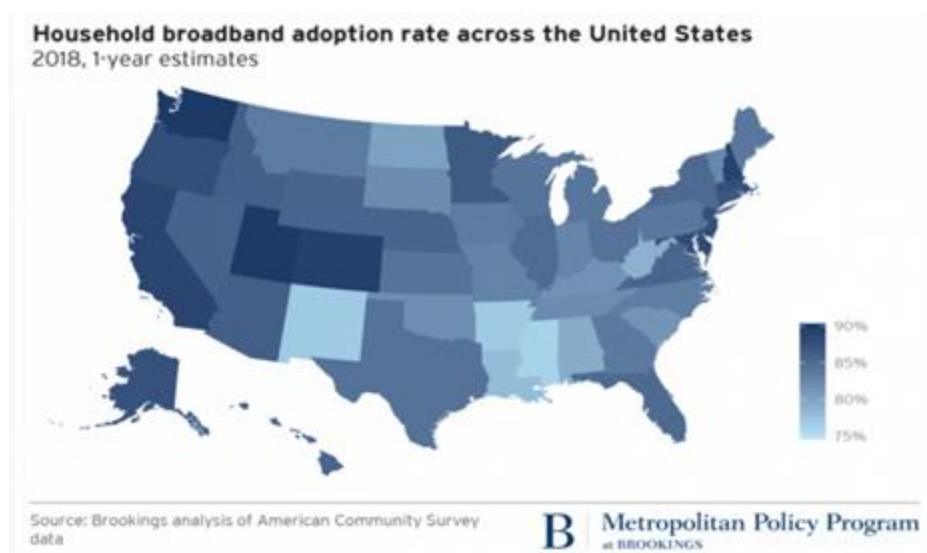 Household broadband adoption rate across the United States
2018, 1-year estimates
90%
85%
80%
75%
Source: Brookings analysis of American Community Survey
data
B
Metropolitan Policy Program
at BROOKINGS